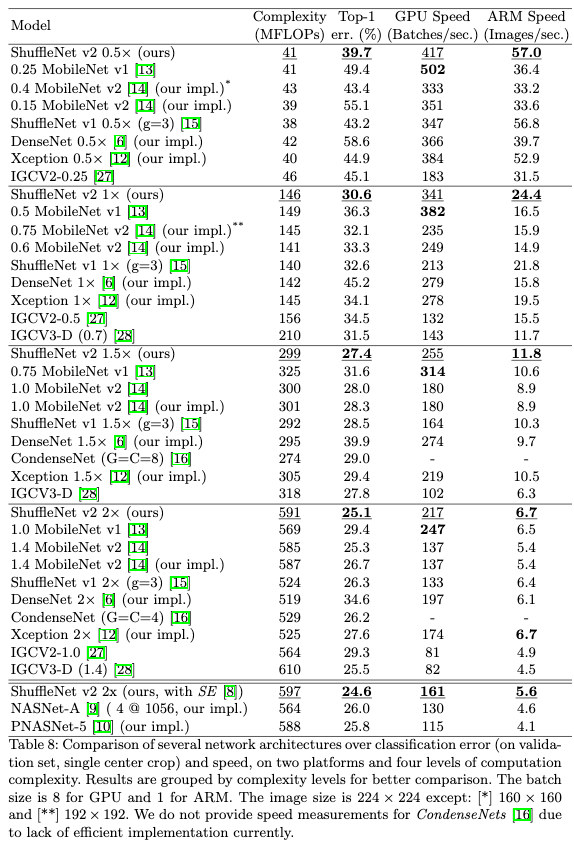 Model Complexity (MFLOPs) Top-1 err. (%) GPU Speed (Batches/sec.) ARM Speed (Images/sec.)
ShuffleNet v2 0.5× (ours) 41 39.7 417 57.0
0.25 MobileNet v1 [13] 41 49.4 502 36.4
0.4 MobileNet v2 [14] (our impl.)* 43 43.4 333 33.2
0.15 MobileNet v2 [14] (our impl.) 39 55.1 351 33.6
ShuffleNet v1 0.5× (g=3) [15] 38 43.2 347 56.8
DenseNet 0.5× [6] (our impl.) 42 58.6 366 39.7
Xception 0.5× [12] (our impl.) 40 44.9 384 52.9
IGCV2-0.25 [27] 46 45.1 183 31.5
ShuffleNet v2 1× (ours) 146 30.6 341 24.4
0.5 MobileNet v1 [13] 149 36.3 382 16.5
0.75 MobileNet v2 [14] (our impl.)** 145 32.1 235 15.9
0.6 MobileNet v2 [14] (our impl.) 141 33.3 249 14.9
ShuffleNet v1 1× (g=3) [15] 140 32.6 213 21.8
DenseNet 1× [6] (our impl.) 142 45.2 279 15.8
Xception 1× [12] (our impl.) 145 34.1 278 19.5
IGCV2-0.5 [27] 156 34.5 132 15.5
IGCV3-D (0.7) [28] 210 31.5 143 11.7
ShuffleNet v2 1.5× (ours) 299 27.4 255 11.8
0.75 MobileNet v1 [13] 325 31.6 314 10.6
1.0 MobileNet v2 [14] 300 28.0 180 8.9
1.0 MobileNet v2 [14] (our impl.) 301 28.3 180 8.9
ShuffleNet v1 1.5× (g=3) [15] 292 28.5 164 10.3
DenseNet 1.5× [6] (our impl.) 295 39.9 274 9.7
CondenseNet (G=C=8) [16] 274 29.0 - -
Xception 1.5× [12] (our impl.) 305 29.4 219 10.5
IGCV3-D [28] 318 27.8 102 6.3
ShuffleNet v2 2× (ours) 591 25.1 217 6.7
1.0 MobileNet v1 [13] 569 29.4 247 6.5
1.4 MobileNet v2 [14] 585 25.3 137 5.4
1.4 MobileNet v2 [14] (our impl.) 587 26.7 137 5.4
ShuffleNet v1 2× (g=3) [15] 524 26.3 133 6.4
DenseNet 2× [6] (our impl.) 519 34.6 197 6.1
CondenseNet (G=C=4) [16] 529 26.2 - -
Xception 2× [12] (our impl.) 525 27.6 174 6.7
IGCV2-1.0 [27] 564 29.3 81 4.9
IGCV3-D (1.4) [28] 610 25.5 82 4.5
ShuffleNet v2 2x (ours, with SE [8]) 597 24.6 161 5.6
NASNet-A [9] ( 4 @ 1056, our impl.) 564 26.0 130 4.6
PNASNet-5 [10] (our impl.) 588 25.8 115 4.1
Table 8: Comparison of several network architectures over classification error (on valida-
tion set, single center crop) and speed, on two platforms and four levels of computation
complexity. Results are grouped by complexity levels for better comparison. The batch
size is 8 for GPU and 1 for ARM. The image size is 224 × 224 except: [*] 160 × 160
and [**] 192 × 192. We do not provide speed measurements for CondenseNets [16] due
to lack of efficient implementation currently.